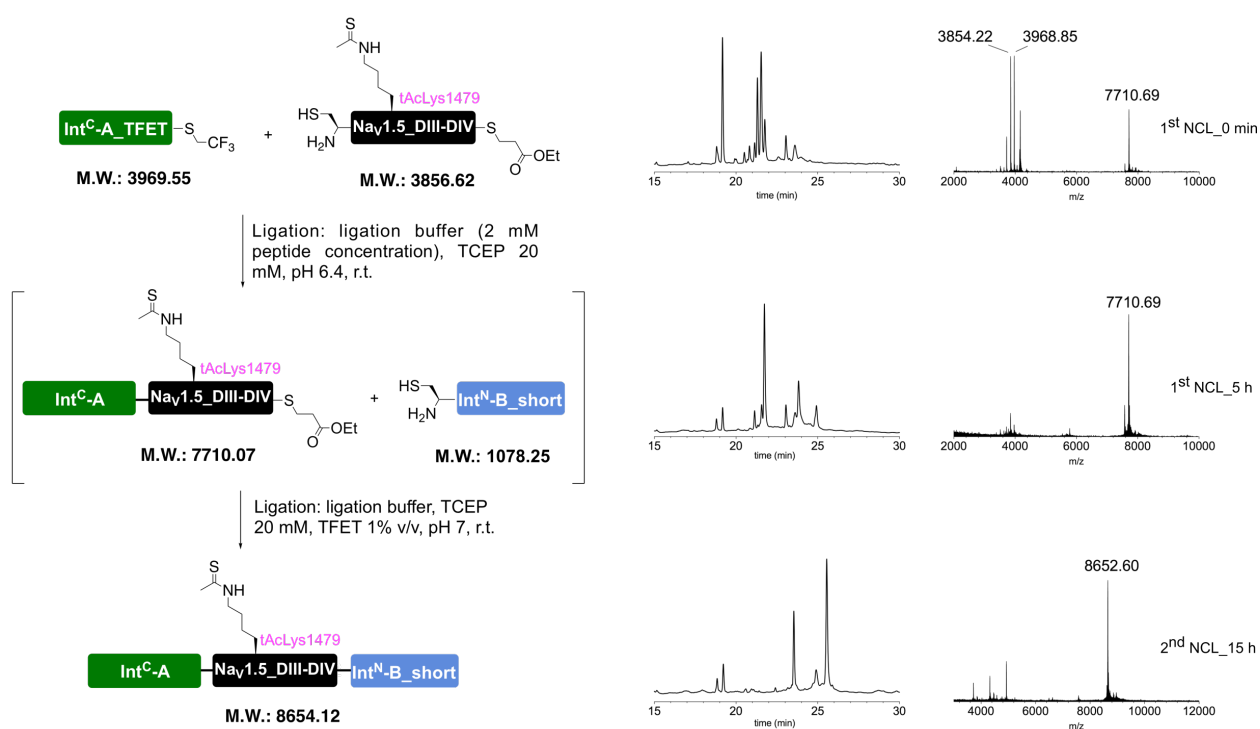 S
NH
tAcLys1479
HS
H2N
IntC-A_TFET
S
CF3
+
NaV1.5_DIII-DIV
S
O
OEt
M.W.: 3969.55
M.W.: 3856.62
Ligation: ligation buffer (2 mM
peptide concentration), TCEP 20
mM, pH 6.4, r.t.
S
NH
tAcLys1479
HS
H2N
IntC-A
NaV1.5_DIII-DIV
S
O
OEt
+
IntN-B_short
M.W.: 7710.07
M.W.: 1078.25
Ligation: ligation buffer, TCEP
20 mM, TFET 1% v/v, pH 7, r.t.
S
NH
tAcLys1479
IntC-A
NaV1.5_DIII-DIV
IntN-B_short
M.W.: 8654.12
15 20 25 30
time (min)
3854.22 3968.85
7710.69
1st NCL_0 min
2000 4000 6000 8000 10000
m/z
15 20 25 30
time (min)
7710.69
1st NCL_5 h
2000 4000 6000 8000 10000
m/z
15 20 25 30
time (min)
8652.60
2nd NCL_15 h
4000 6000 8000 10000 12000
m/z